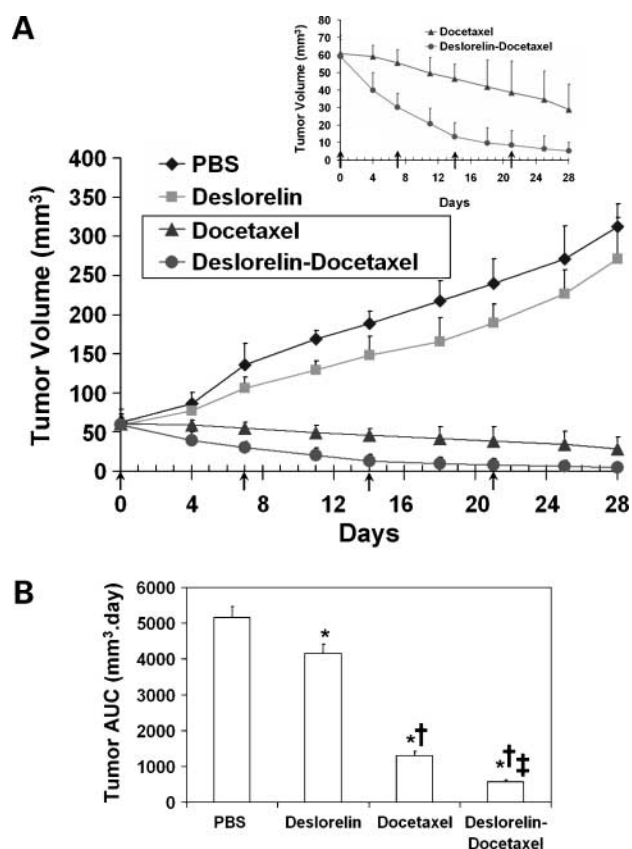 A
Docetaxel
Deslorelin-Docetaxel
Tumor Volume (mm³)
70
60
50
40
30
20
10
0
0 4 8 12 16 20 24 28
Days
PBS
Deslorelin
Docetaxel
Deslorelin-Docetaxel
Tumor Volume (mm³)
400
350
300
250
200
150
100
50
0
0 4 8 12 16 20 24 28
Days
B
Tumor AUC (mm³.day)
6000
5000
4000
3000
2000
1000
0
*
*†
*†‡
PBS Deslorelin Docetaxel Deslorelin-
Docetaxel